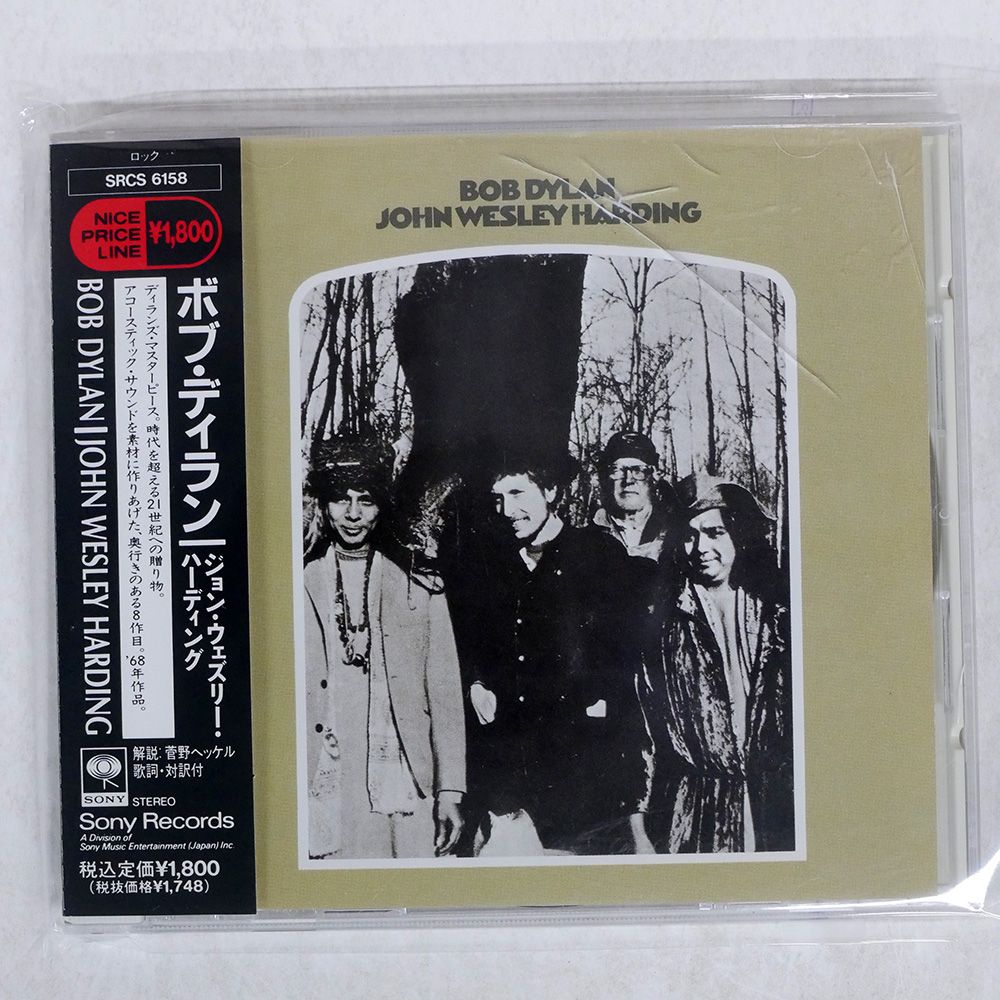 ロック
SRCS 6158
NICE
PRICE
LINE
¥1,800
ボブ・ディラン
ジョン・ウェズリー・
ハーディング
ディランズ・マスターピース。時代を超える21世紀への贈り物。
アコースティック・サウンドを素材に作りあげた、奥行きのある8作目。'68年作品。
BOB DYLAN JOHN WESLEY HARDING
解説:菅野ヘッケル
歌詞・対訳付
SONY
STEREO
Sony Records
A Division of
Sony Music Entertainment (Japan) Inc.
税込定価¥1,800
(税抜価格¥1,748)
BOB DYLAN
JOHN WESLEY HARDING